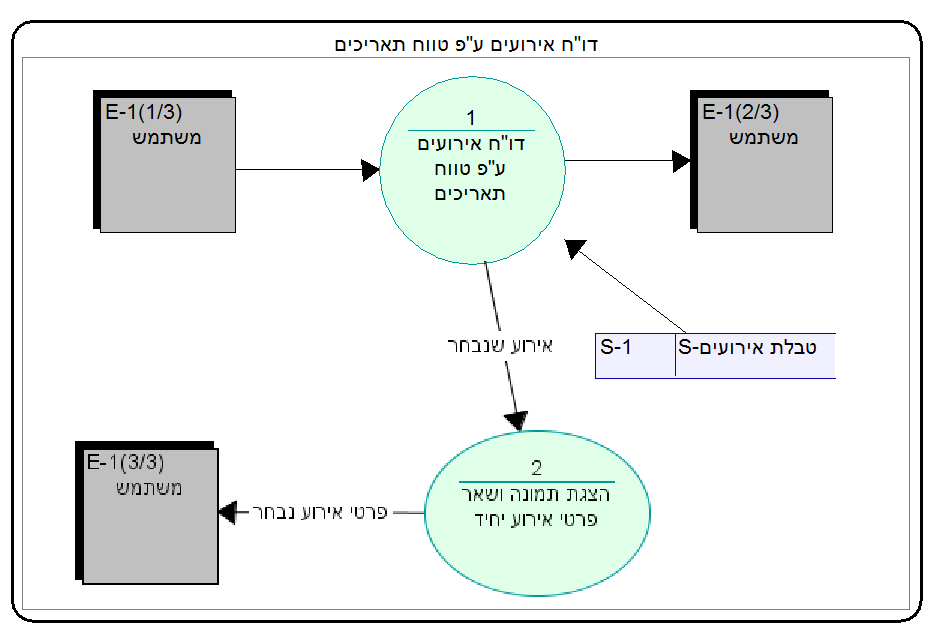 דו"ח אירועים ע"פ טווח תאריכים
E-1(1/3)
משתמש
1
דו"ח אירועים
ע"פ טווח
תאריכים
E-1(2/3)
משתמש
אירוע שנבחר
S-1
טבלת אירועים-S
E-1(3/3)
משתמש
פרטי אירוע נבחר
2
הצגת תמונה ושאר
פרטי אירוע יחיד